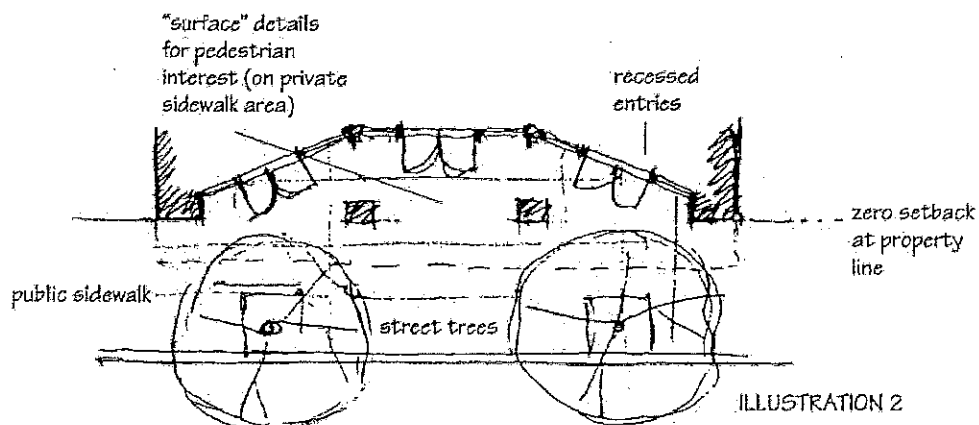 "surface" details
for pedestrian
interest (on private
sidewalk area)
recessed
entries
zero setback
at property
line
public sidewalk
street trees
ILLUSTRATION 2